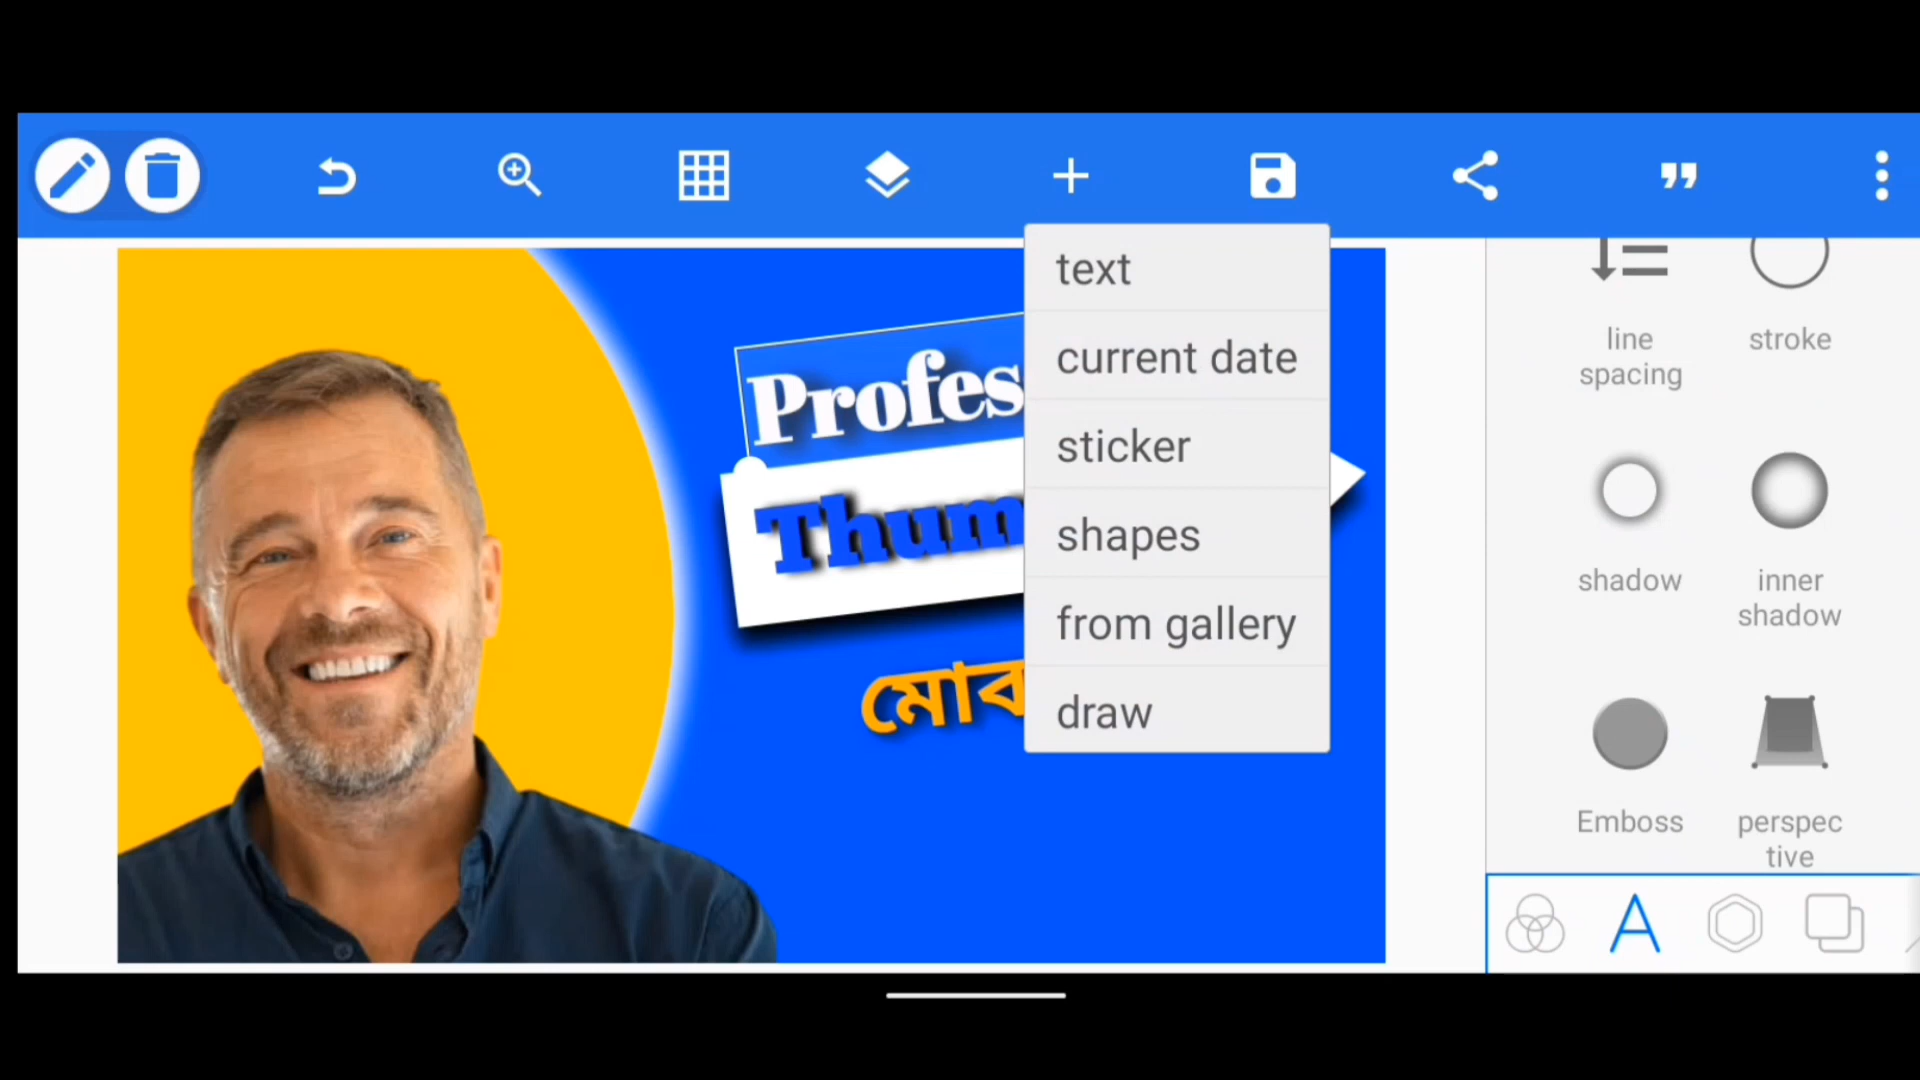 text
current date
sticker
shapes
from gallery
draw
Profes
Thum
মোব
line
spacing
stroke
shadow
inner
shadow
Emboss
perspec
tive